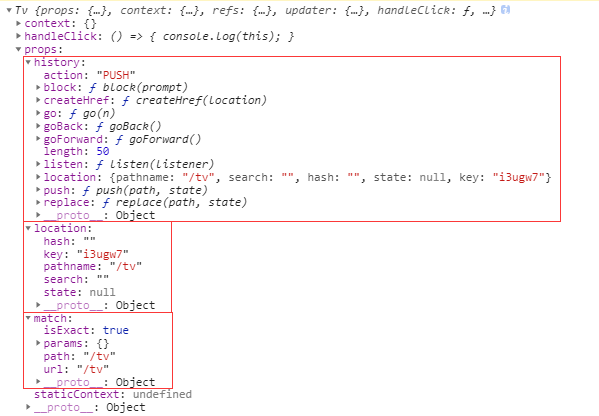 Tv {props: {…}, context: {…}, refs: {…}, updater: {…}, handleClick: ƒ, …} i
context: {}
handleClick: () => { console.log(this); }
props:
history:
action: "PUSH"
block: ƒ block(prompt)
createHref: ƒ createHref(location)
go: ƒ go(n)
goBack: ƒ goBack()
goForward: ƒ goForward()
length: 50
listen: ƒ listen(listener)
location: {pathname: "/tv", search: "", hash: "", state: null, key: "i3ugw7"}
push: ƒ push(path, state)
replace: ƒ replace(path, state)
__proto__: Object
location:
hash: ""
key: "i3ugw7"
pathname: "/tv"
search: ""
state: null
__proto__: Object
match:
isExact: true
params: {}
path: "/tv"
url: "/tv"
__proto__: Object
staticContext: undefined
__proto__: Object